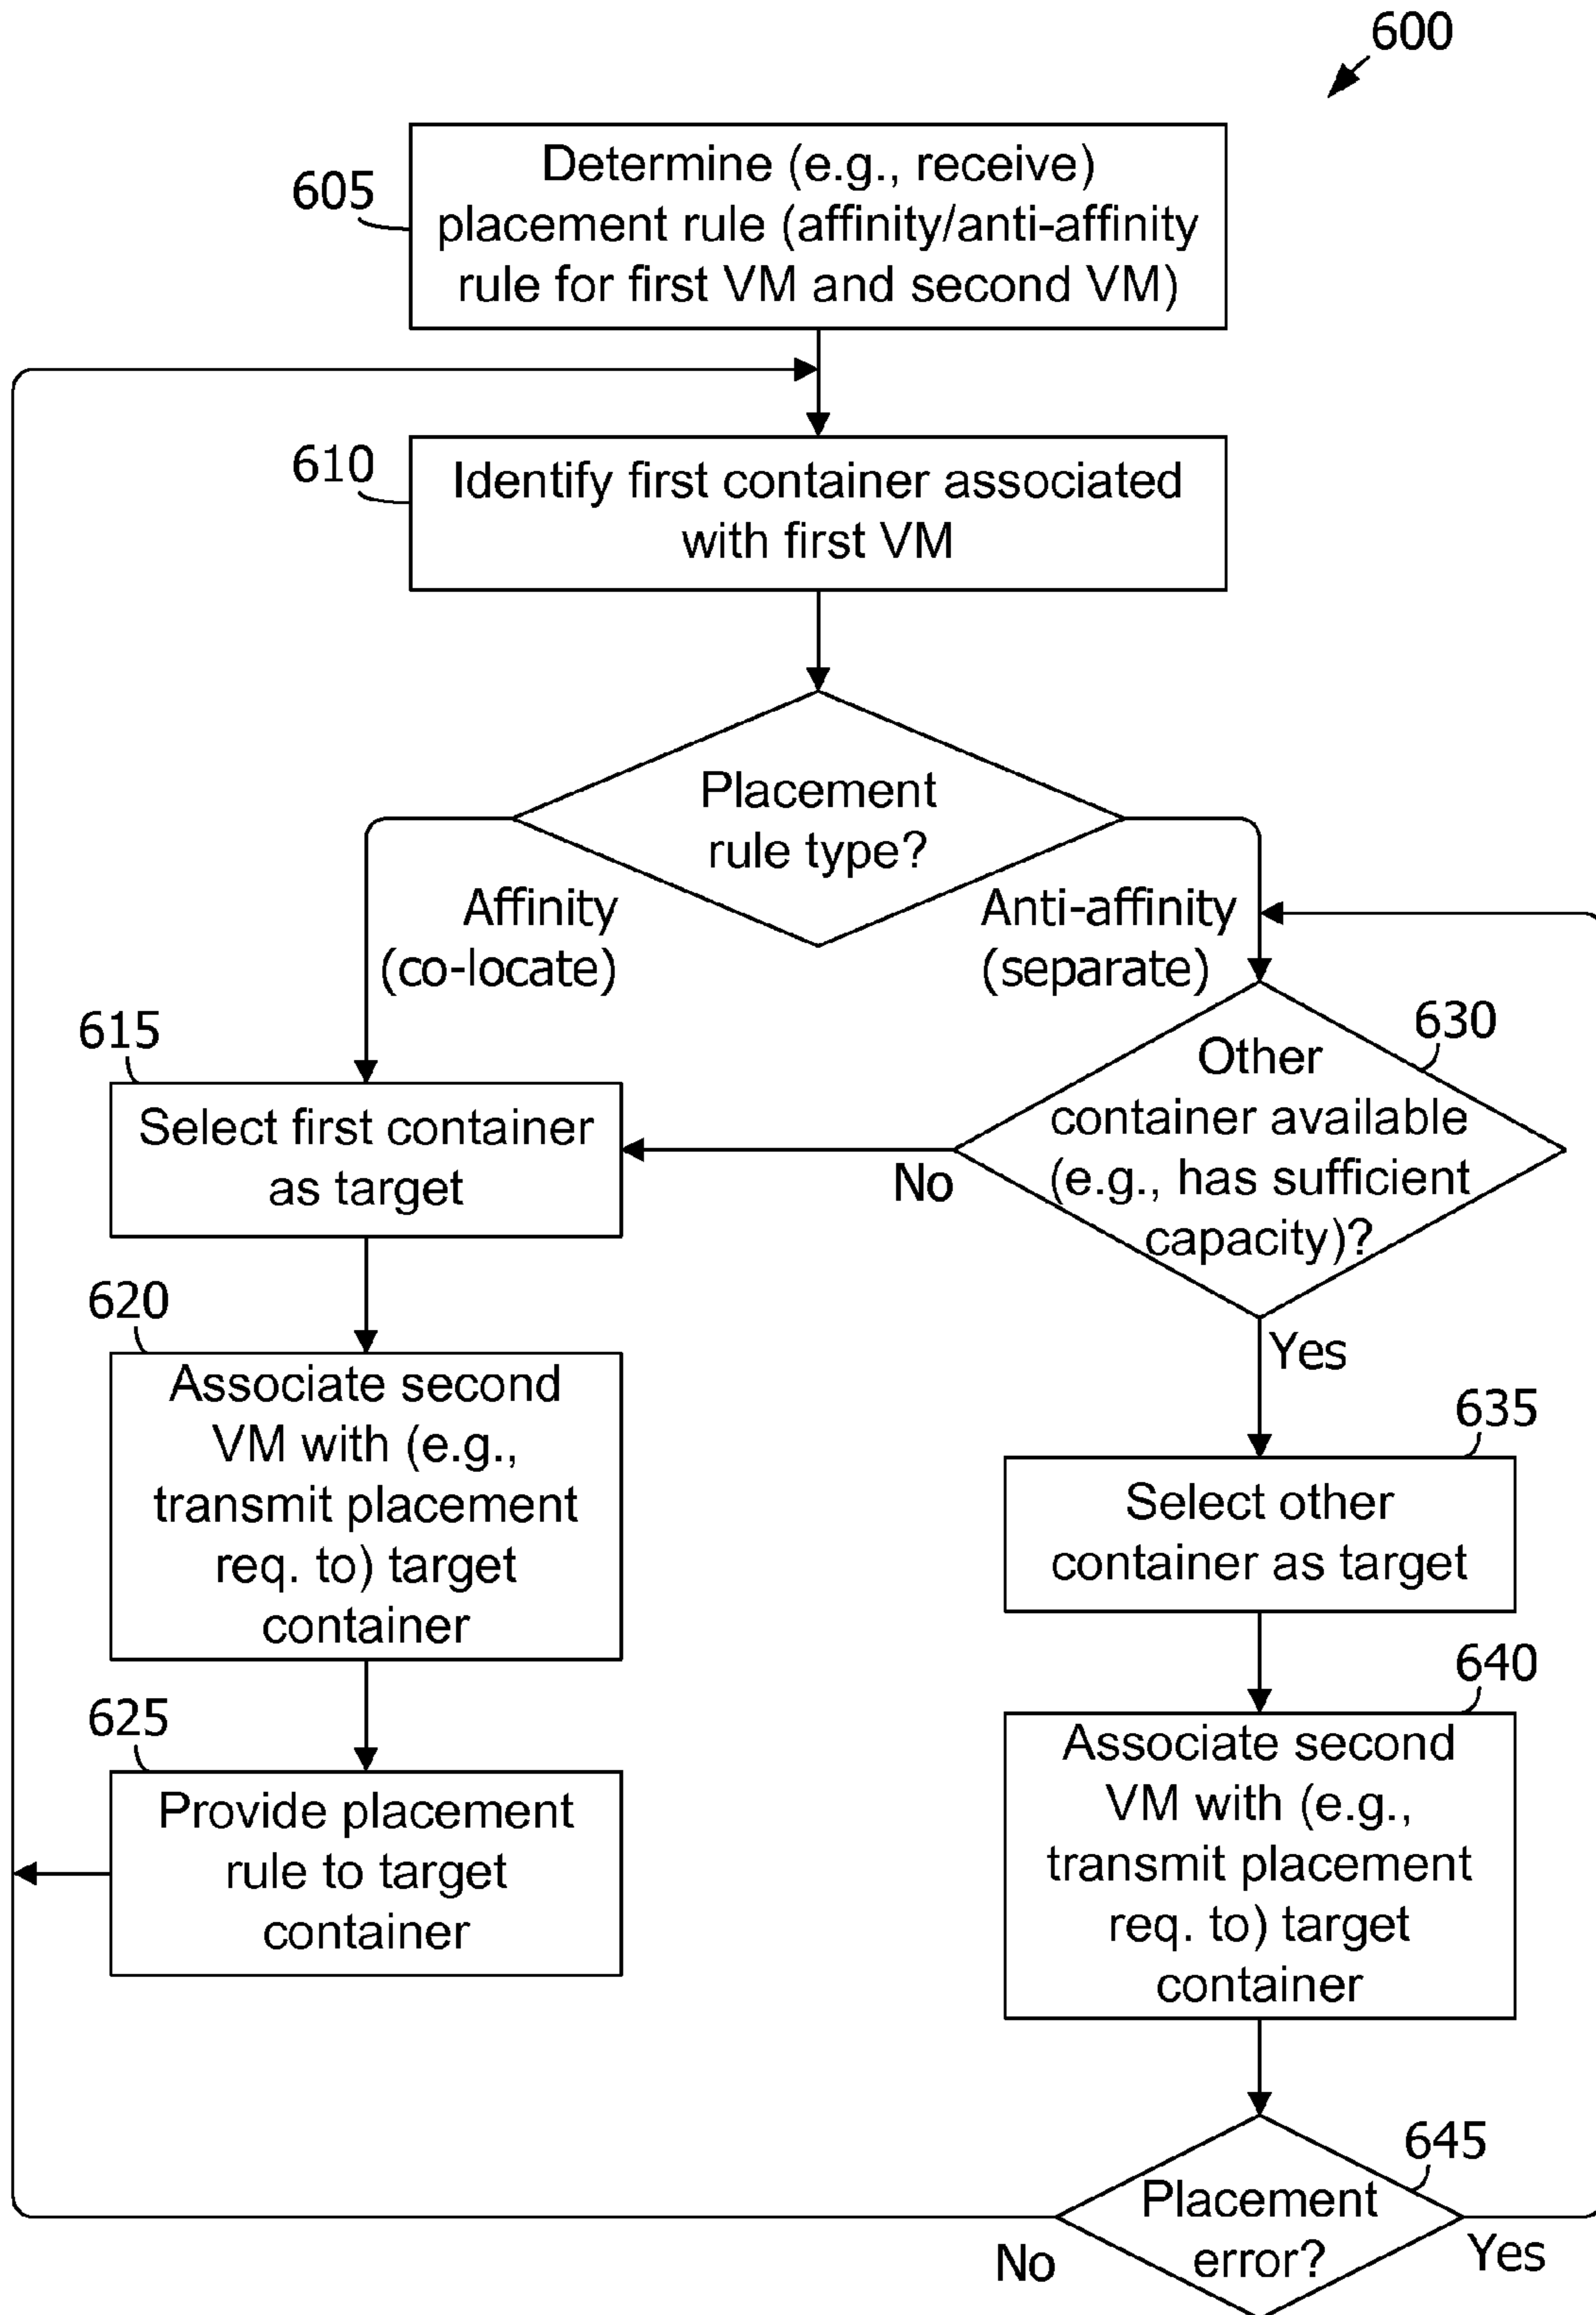 600
605
Determine (e.g., receive)
placement rule (affinity/anti-affinity
rule for first VM and second VM)
610
Identify first container associated
with first VM
Placement
rule type?
Affinity
(co-locate)
Anti-affinity
(separate)
615
Select first container
as target
630
Other
container available
(e.g., has sufficient
capacity)?
No
Yes
620
Associate second
VM with (e.g.,
transmit placement
req. to) target
container
635
Select other
container as target
625
Provide placement
rule to target
container
640
Associate second
VM with (e.g.,
transmit placement
req. to) target
container
645
Placement
error?
No
Yes